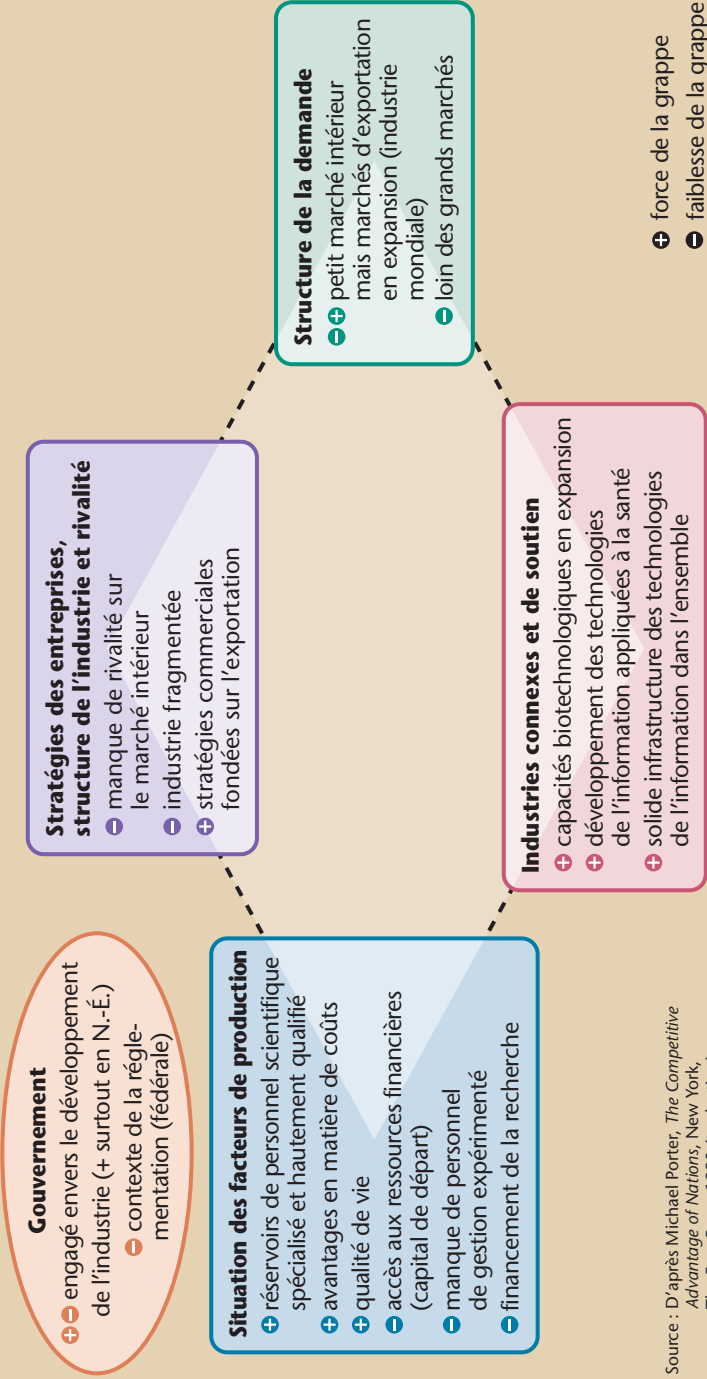 Gouvernement
+ − engagé envers le développement
de l'industrie (+ surtout en N.-É.)
− contexte de la régle-
mentation (fédérale)
Stratégies des entreprises,
structure de l'industrie et rivalité
− manque de rivalité sur
le marché intérieur
− industrie fragmentée
+ stratégies commerciales
fondées sur l'exportation
Situation des facteurs de production
+ réservoirs de personnel scientifique
spécialisé et hautement qualifié
+ avantages en matière de coûts
+ qualité de vie
− accès aux ressources financières
(capital de départ)
− manque de personnel
de gestion expérimenté
− financement de la recherche
Structure de la demande
− + petit marché intérieur
mais marchés d'exportation
en expansion (industrie
mondiale)
− loin des grands marchés
Industries connexes et de soutien
+ capacités biotechnologiques en expansion
+ développement des technologies
de l'information appliquées à la santé
+ solide infrastructure des technologies
de l'information dans l'ensemble
+ force de la grappe
− faiblesse de la grappe
Source : D'après Michael Porter, The Competitive
Advantage of Nations, New York,